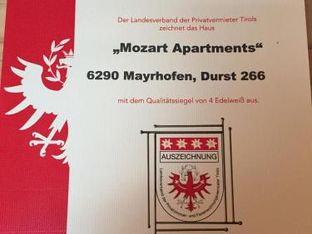 Der Landesverband der Privatvermieter Tirols
zeichnet das Haus
„Mozart Apartments“
6290 Mayrhofen, Durst 266
mit dem Qualitätssiegel von 4 Edelweiß aus.
AUSZEICHNUNG